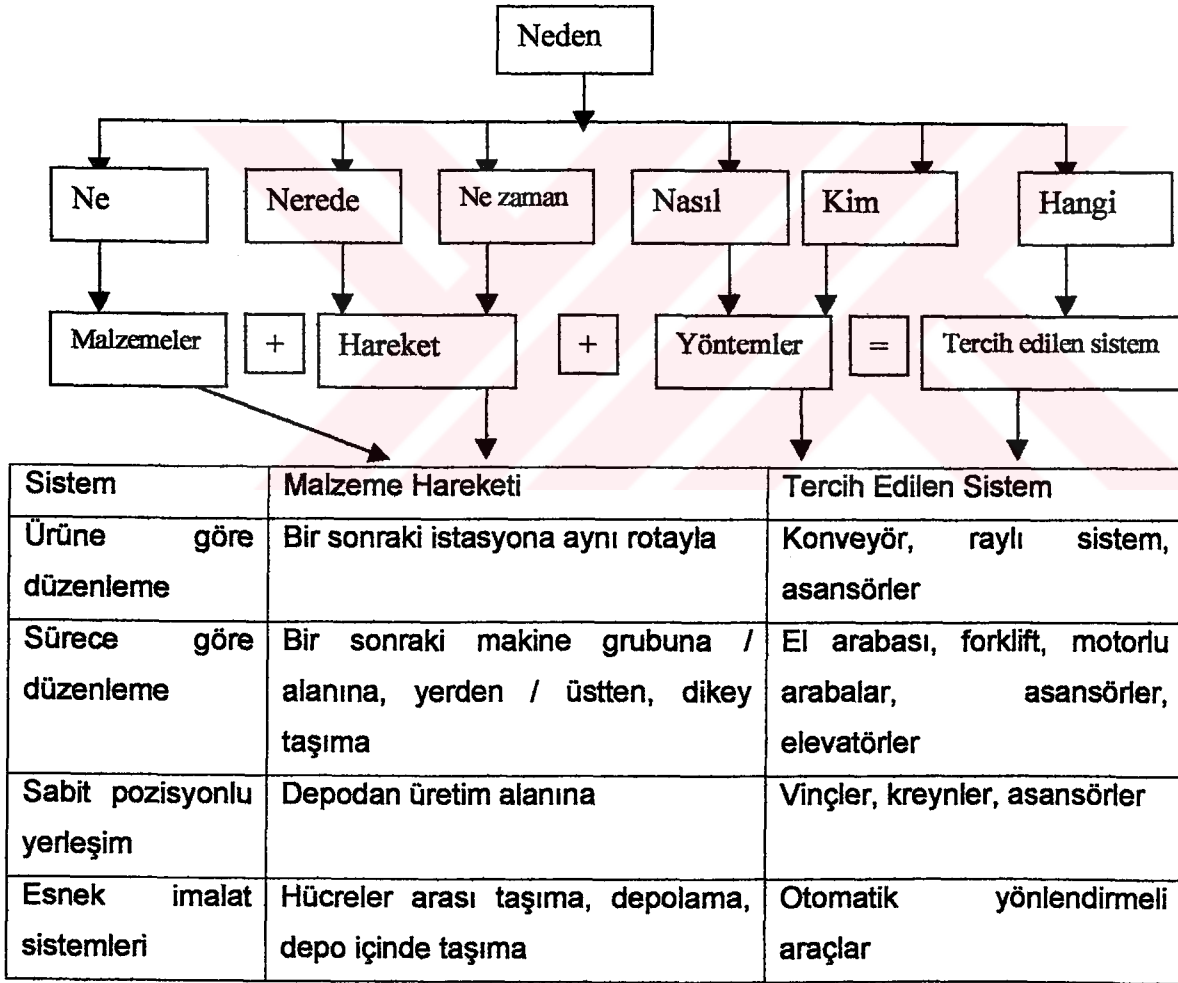 Neden
Ne Nerede Ne zaman Nasıl Kim Hangi
Malzemeler + Hareket + Yöntemler = Tercih edilen sistem
Sistem Malzeme Hareketi Tercih Edilen Sistem
Ürüne göre
düzenleme
Bir sonraki istasyona aynı rotayla
Konveyör, raylı sistem,
asansörler
Sürece göre
düzenleme
Bir sonraki makine grubuna /
alanına, yerden / üstten, dikey
taşıma
El arabası, forklift, motorlu
arabalar, asansörler,
elevatörler
Sabit pozisyonlu
yerleşim
Depodan üretim alanına
Vinçler, kreynler, asansörler
Esnek imalat
sistemleri
Hücreler arası taşıma, depolama,
depo içinde taşıma
Otomatik yönlendirmeli
araçlar